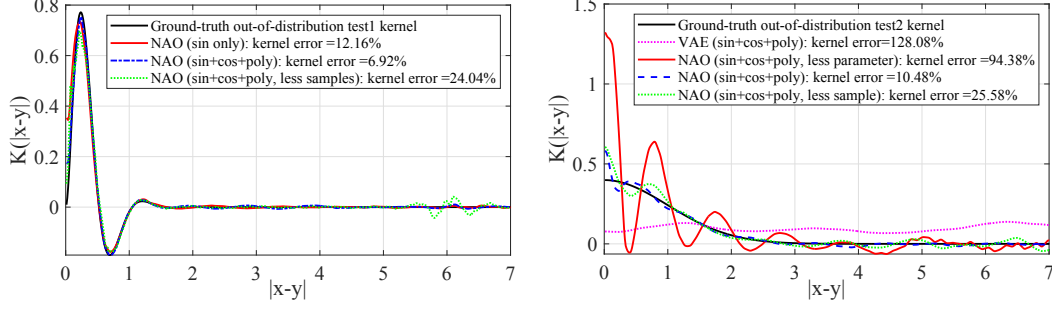 0.8
0.6
0.4
0.2
0
K(|x-y|)
Ground-truth out-of-distribution test1 kernel
NAO (sin only): kernel error =12.16%
NAO (sin+cos+poly): kernel error =6.92%
NAO (sin+cos+poly, less samples): kernel error =24.04%
0 1 2 3 4 5 6 7
|x-y|
1.5
1
0.5
0
K(|x-y|)
Ground-truth out-of-distribution test2 kernel
VAE (sin+cos+poly): kernel error=128.08%
NAO (sin+cos+poly, less parameter): kernel error =94.38%
NAO (sin+cos+poly): kernel error =10.48%
NAO (sin+cos+poly, less sample): kernel error =25.58%
0 1 2 3 4 5 6 7
|x-y|